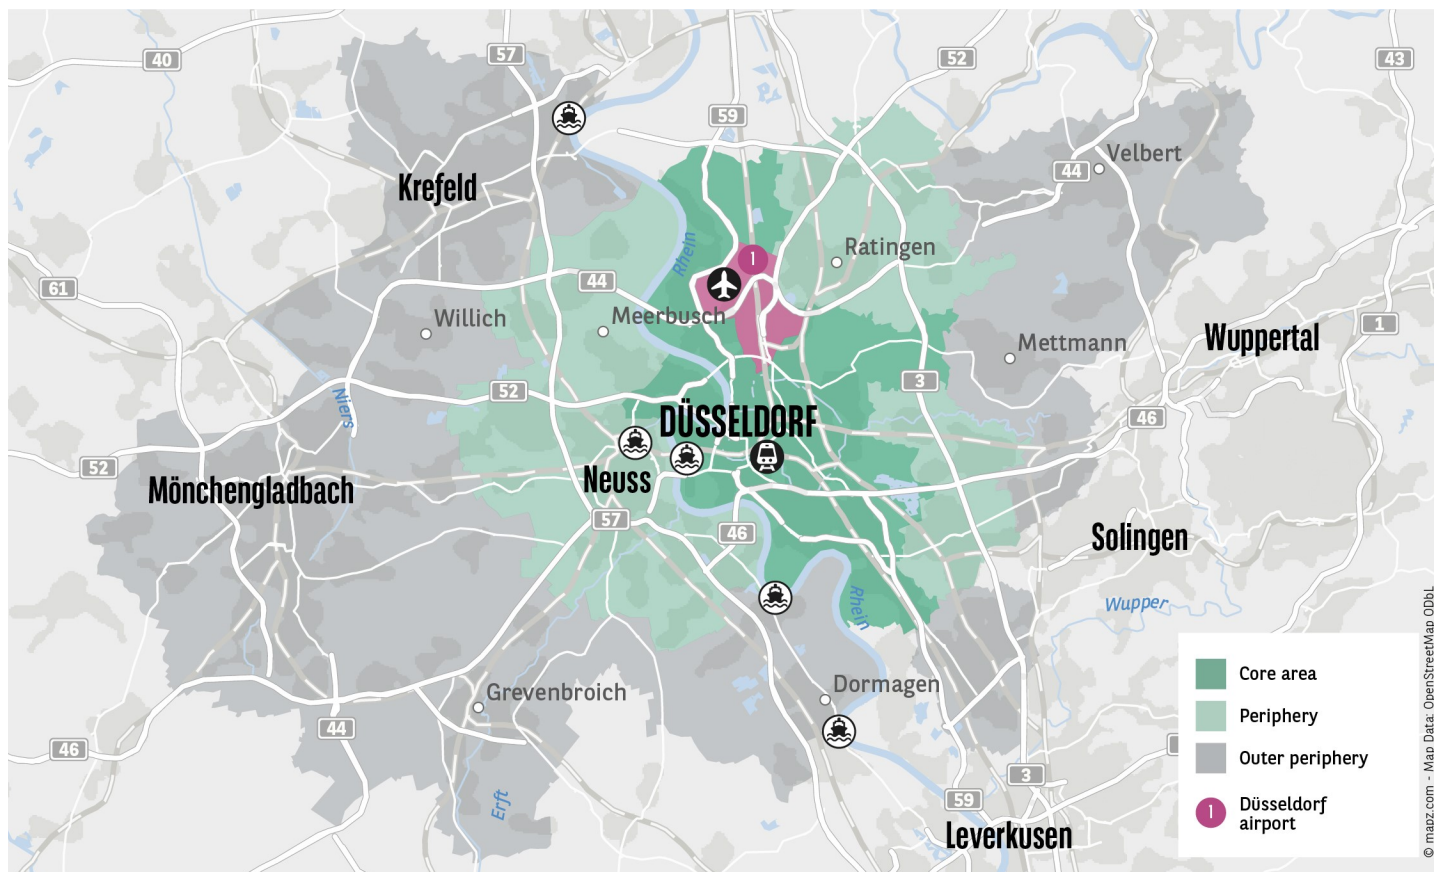 40
57
52
43
59
Velbert
44
Krefeld
Rhein
Ratingen
1
61
44
Willich
Meerbusch
1
Mettmann
Wuppertal
3
52
Niers
46
DÜSSELDORF
52
Neuss
Mönchengladbach
57
46
Solingen
Rhein
Wupper
Grevenbroich
Dormagen
44
46
3
Erft
59
Leverkusen
Core area
Periphery
Outer periphery
1
Düsseldorf
airport
© mapz.com - Map Data: OpenStreetMap ODbL